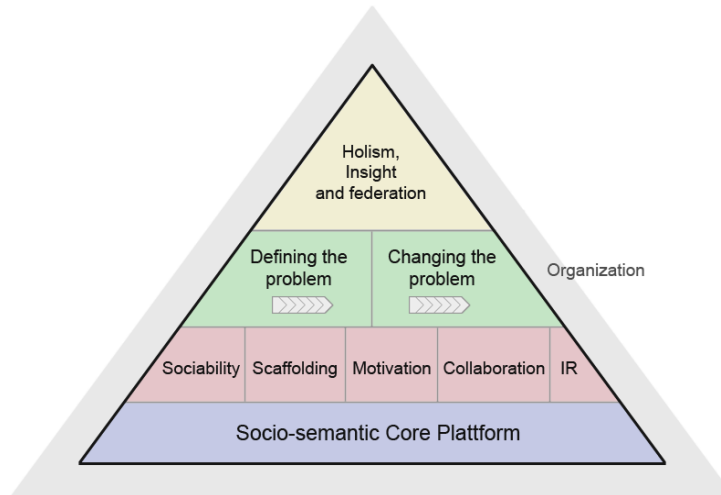 Holism,
Insight
and federation
Defining the
problem
Changing the
problem
Organization
Sociability
Scaffolding
Motivation
Collaboration
IR
Socio-semantic Core Plattform